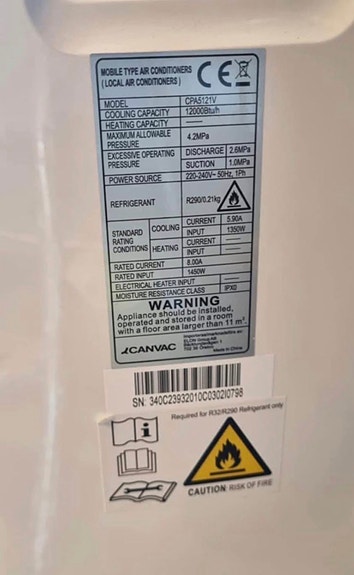 MOBILE TYPE AIR CONDITIONERS
( LOCAL AIR CONDITIONERS )
CE
MODEL CPA5121V
COOLING CAPACITY 12000Btu/h
HEATING CAPACITY ——
MAXIMUM ALLOWABLE PRESSURE 4.2MPa
EXCESSIVE OPERATING PRESSURE DISCHARGE 2.6MPa
SUCTION 1.0MPa
POWER SOURCE 220-240V~ 50Hz, 1Ph
REFRIGERANT R290/0.21kg
STANDARD RATING CONDITIONS COOLING CURRENT 5.90A
INPUT 1350W
HEATING CURRENT ——
INPUT ——
RATED CURRENT 8.00A
RATED INPUT 1450W
ELECTRICAL HEATER INPUT ——
MOISTURE RESISTANCE CLASS IPX0
WARNING
Appliance should be installed,
operated and stored in a room
with a floor area larger than 11 m².
CANVAC
ELON Group AB
Made in China
SN: 340C23932010C030210798
Required for R32/R290 Refrigerant only
CAUTION: RISK OF FIRE